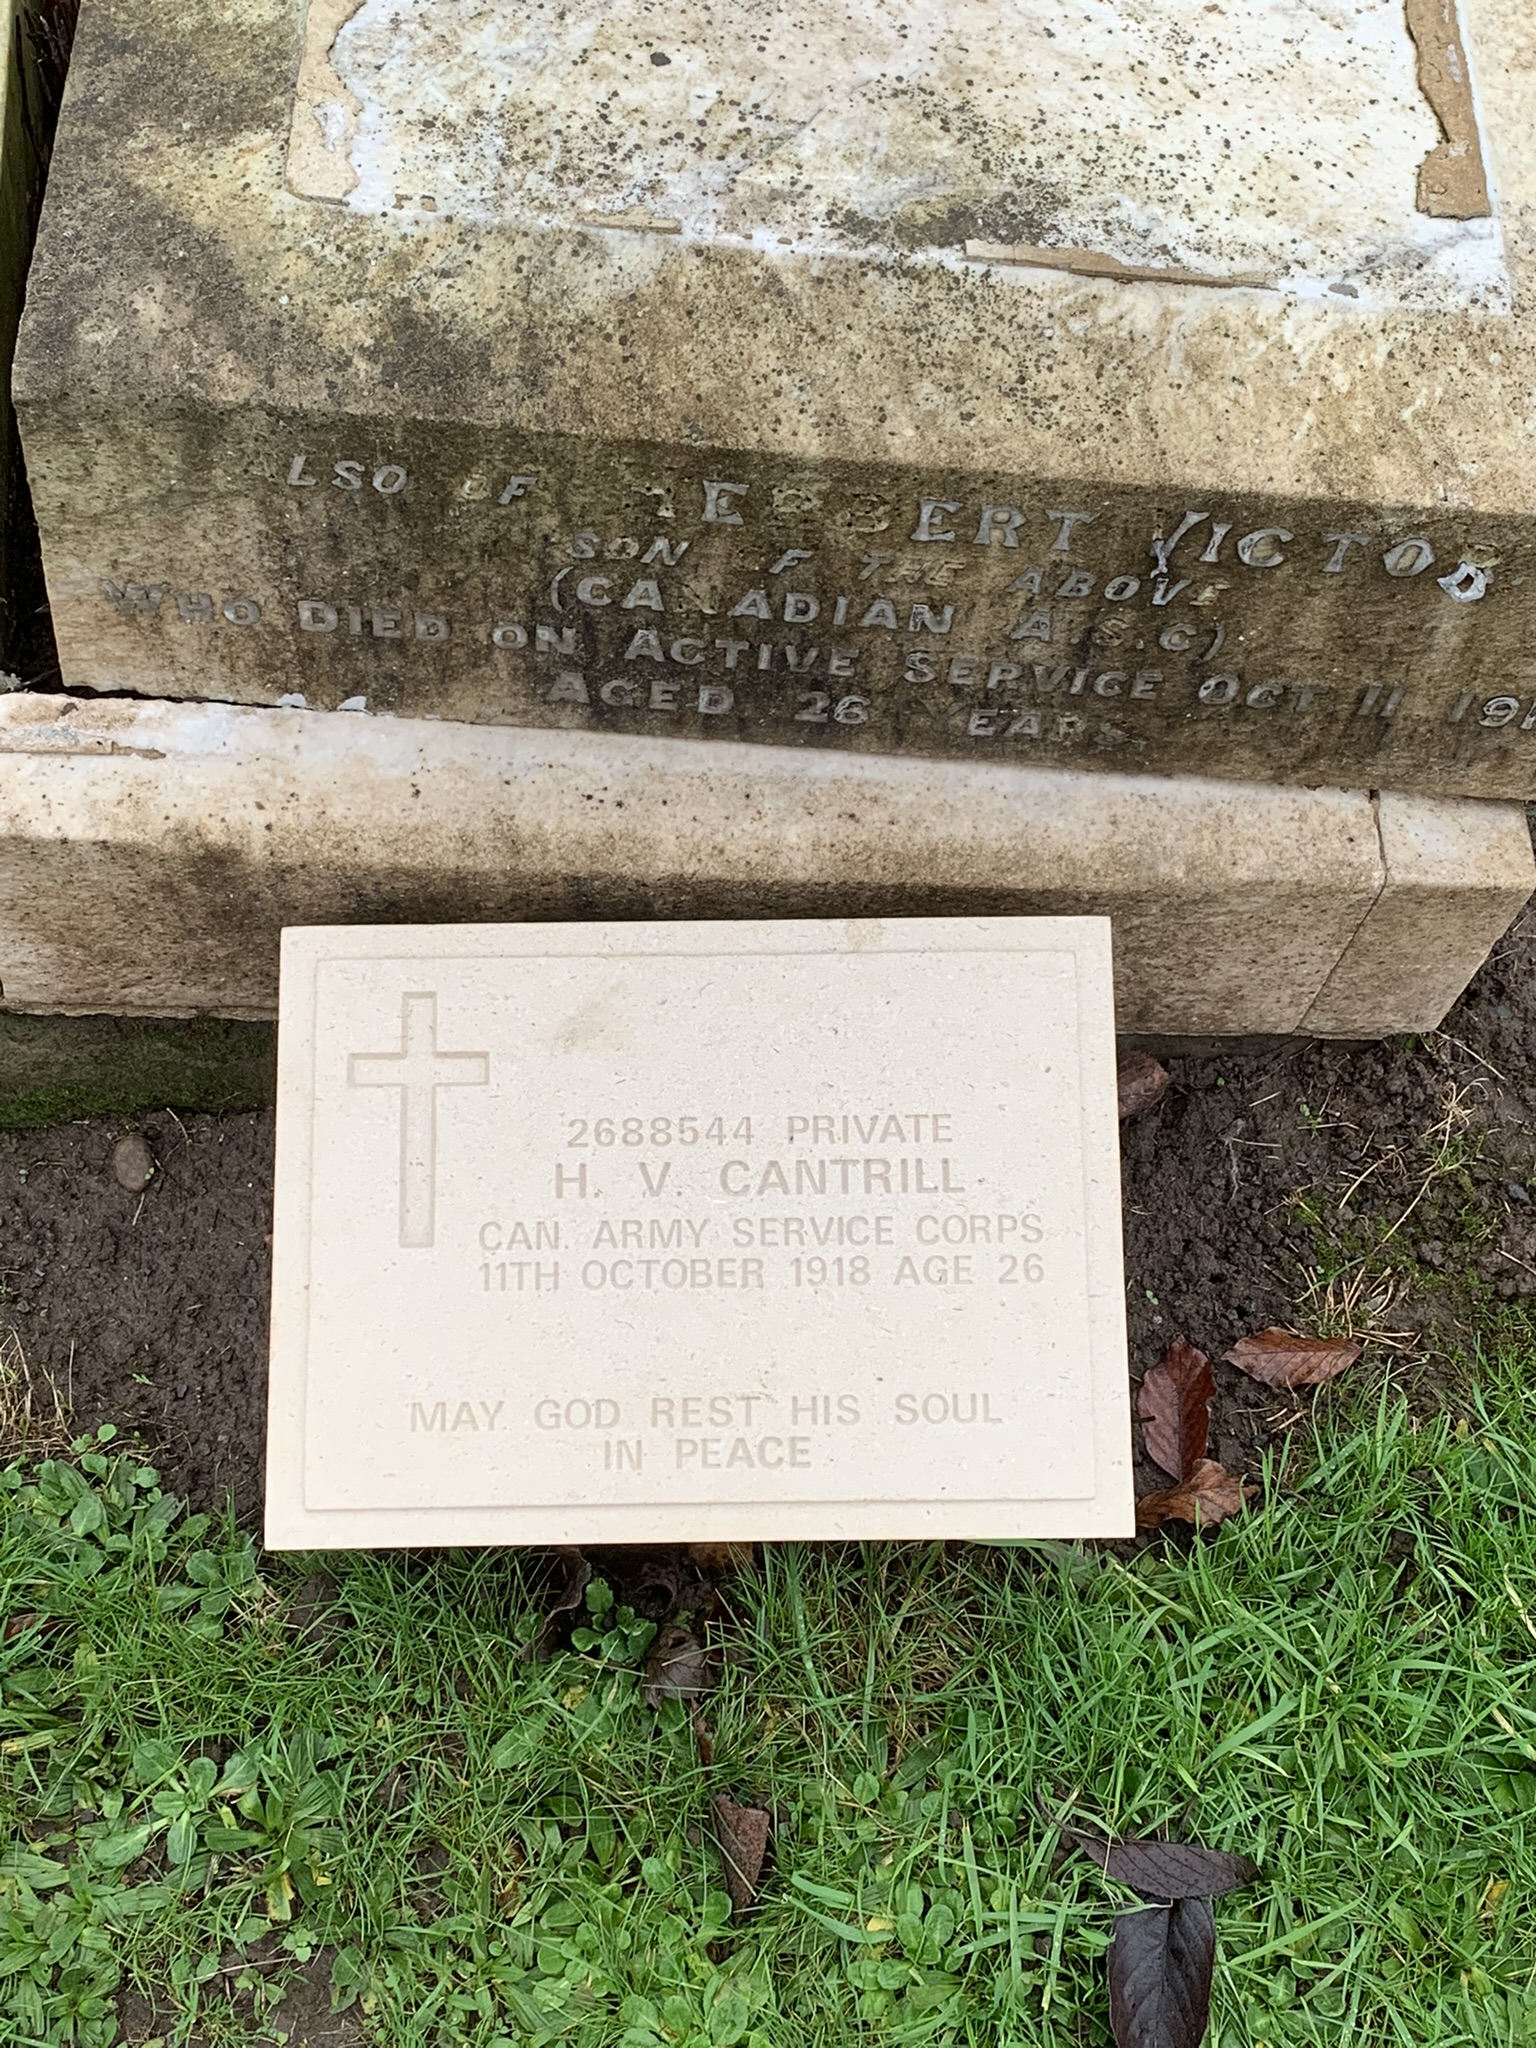 LSO OF HERBERT VICTOR.
SON OF THE ABOVE
(CANADIAN A.S.C)
WHO DIED ON ACTIVE SERVICE OCT 11 191
AGED 26 YEARS.
2688544 PRIVATE
H. V. CANTRILL
CAN. ARMY SERVICE CORPS
11TH OCTOBER 1918 AGE 26
MAY GOD REST HIS SOUL
IN PEACE